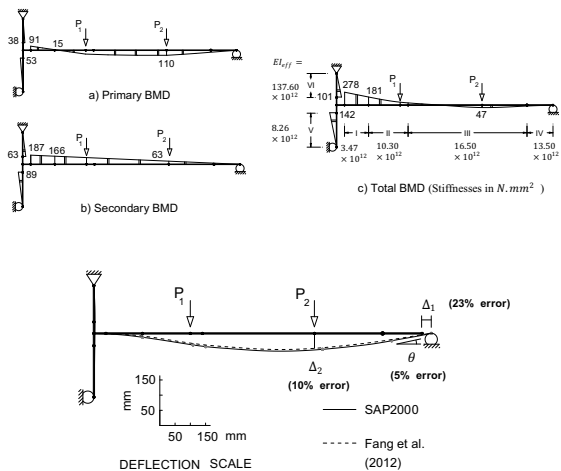 P1 P2
38 91 15
53 110
a) Primary BMD
P1 P2
63 187 166 63
89
b) Secondary BMD
EI_eff =
137.60 × 10^12
VI
278 181 P1 P2
101
142 47
8.26 × 10^12
V
I II III IV
3.47 × 10^12
10.30 × 10^12
16.50 × 10^12
13.50 × 10^12
c) Total BMD (Stiffnesses in N.mm² )
P1 P2
Δ1 (23% error)
Δ2
(10% error)
θ
(5% error)
150
50
mm
50 150 mm
DEFLECTION SCALE
SAP2000
Fang et al.
(2012)